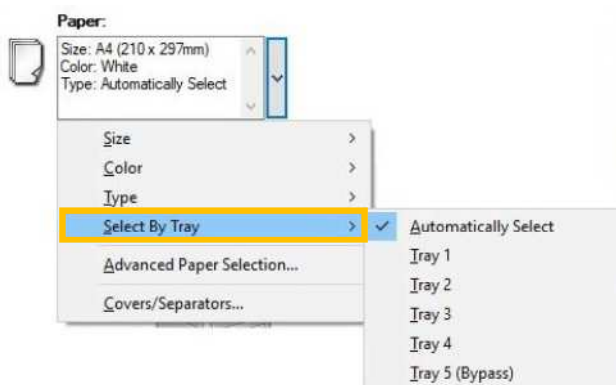 Paper:
Size: A4 (210 x 297mm)
Color: White
Type: Automatically Select
Size
Color
Type
Select By Tray
Advanced Paper Selection...
Covers/Separators...
Automatically Select
Tray 1
Tray 2
Tray 3
Tray 4
Tray 5 (Bypass)